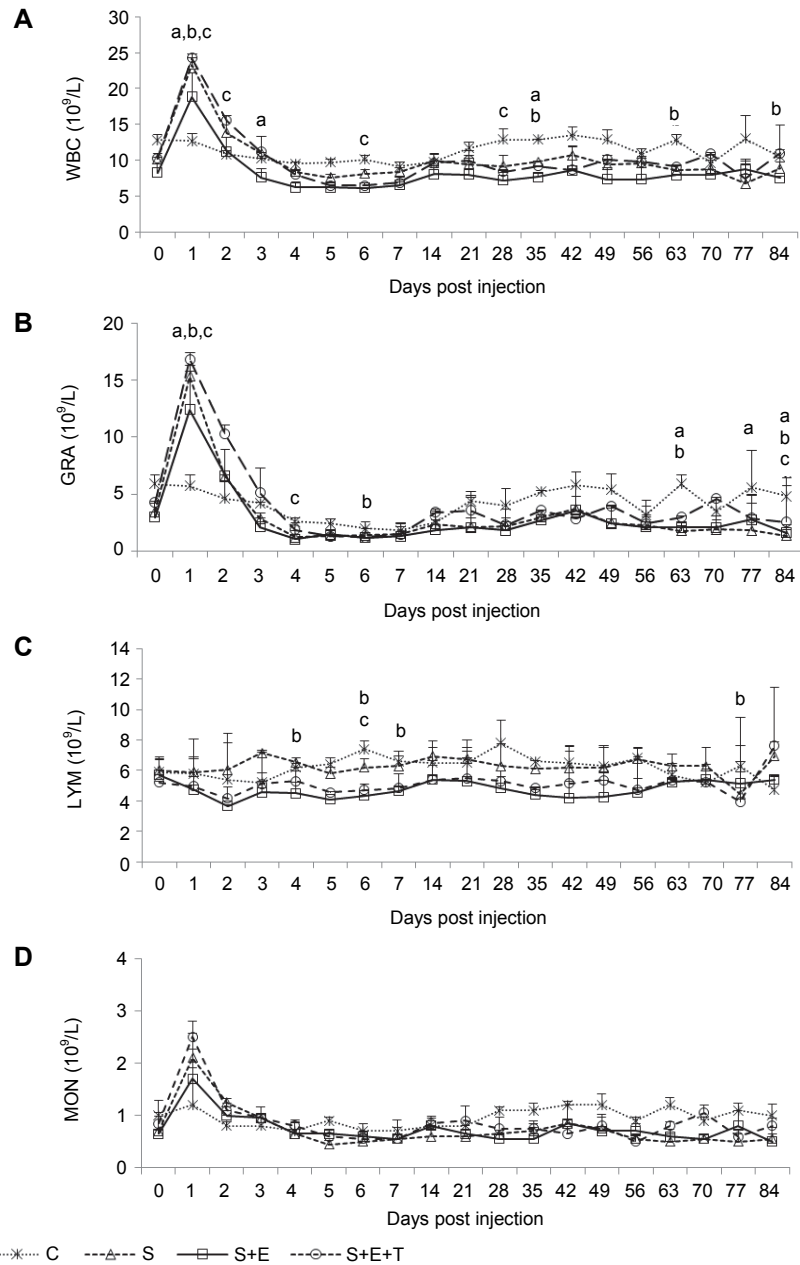 A
WBC (10⁹/L)
30
25
20
15
10
5
0
a,b,c
c
a
c
c
a
b
b
b
0 1 2 3 4 5 6 7 14 21 28 35 42 49 56 63 70 77 84
Days post injection
B
GRA (10⁹/L)
20
15
10
5
0
a,b,c
c
b
a
b
a
a
b
c
0 1 2 3 4 5 6 7 14 21 28 35 42 49 56 63 70 77 84
Days post injection
C
LYM (10⁹/L)
14
12
10
8
6
4
2
0
b
b
c
b
b
0 1 2 3 4 5 6 7 14 21 28 35 42 49 56 63 70 77 84
Days post injection
D
MON (10⁹/L)
4
3
2
1
0
0 1 2 3 4 5 6 7 14 21 28 35 42 49 56 63 70 77 84
Days post injection
C S S+E S+E+T